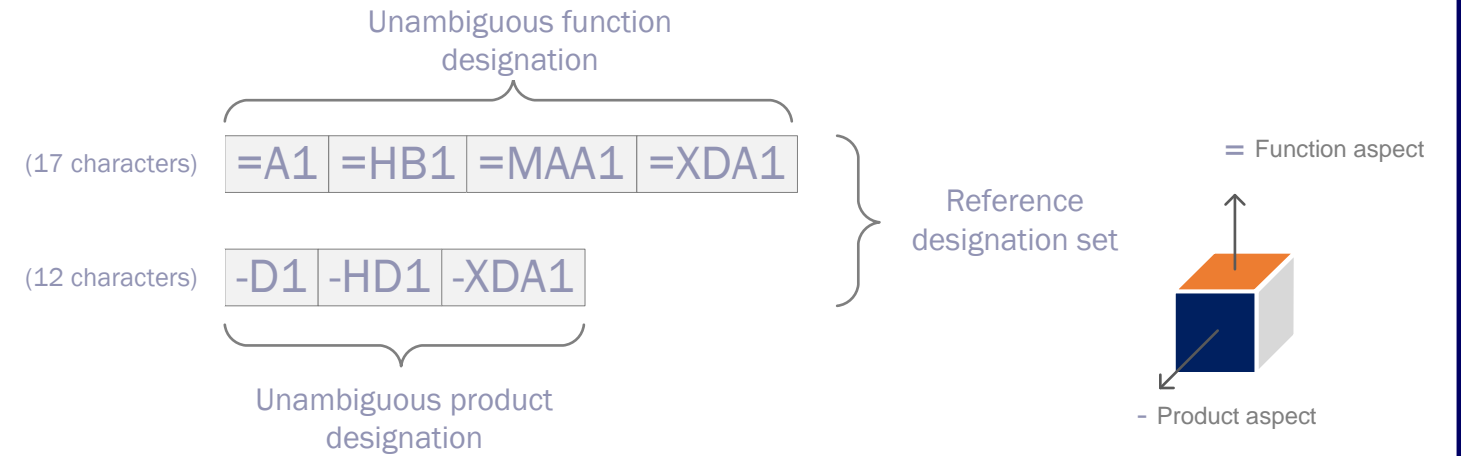 Unambiguous function
designation
(17 characters) =A1 =HB1 =MAA1 =XDA1
(12 characters) -D1 -HD1 -XDA1
Unambiguous product
designation
Reference
designation set
= Function aspect
- Product aspect